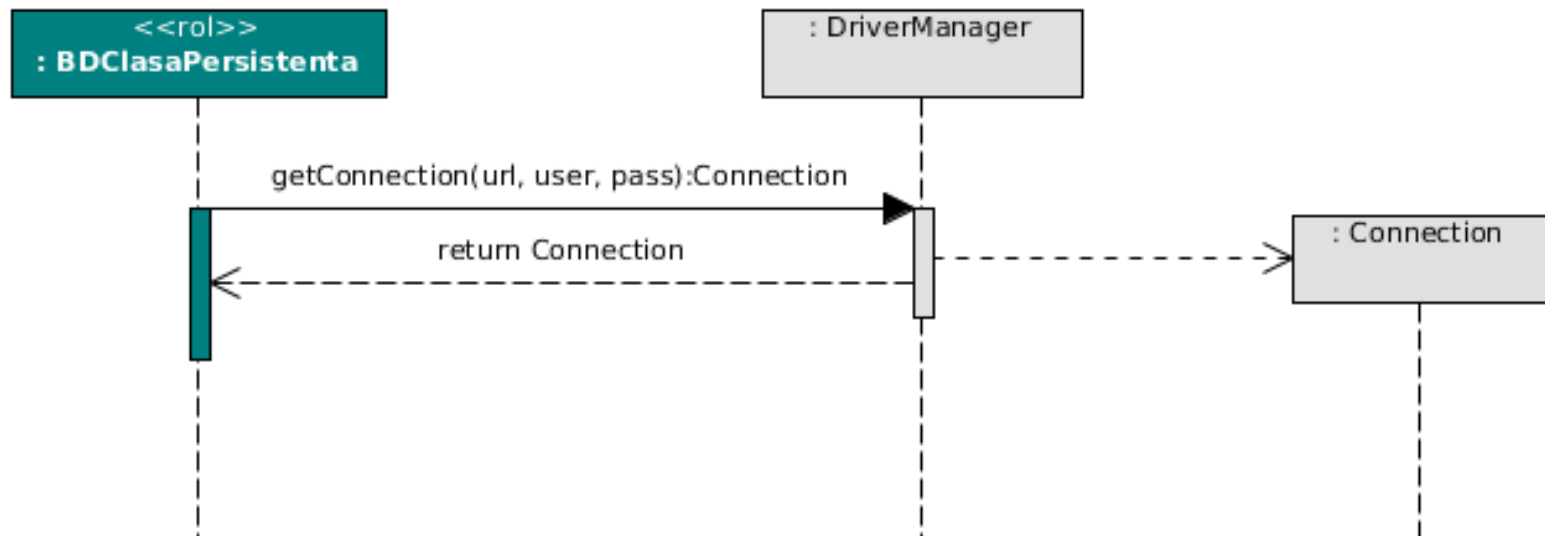 <<rol>>
: BDClasaPersistenta
: DriverManager
getConnection(url, user, pass):Connection
return Connection
: Connection